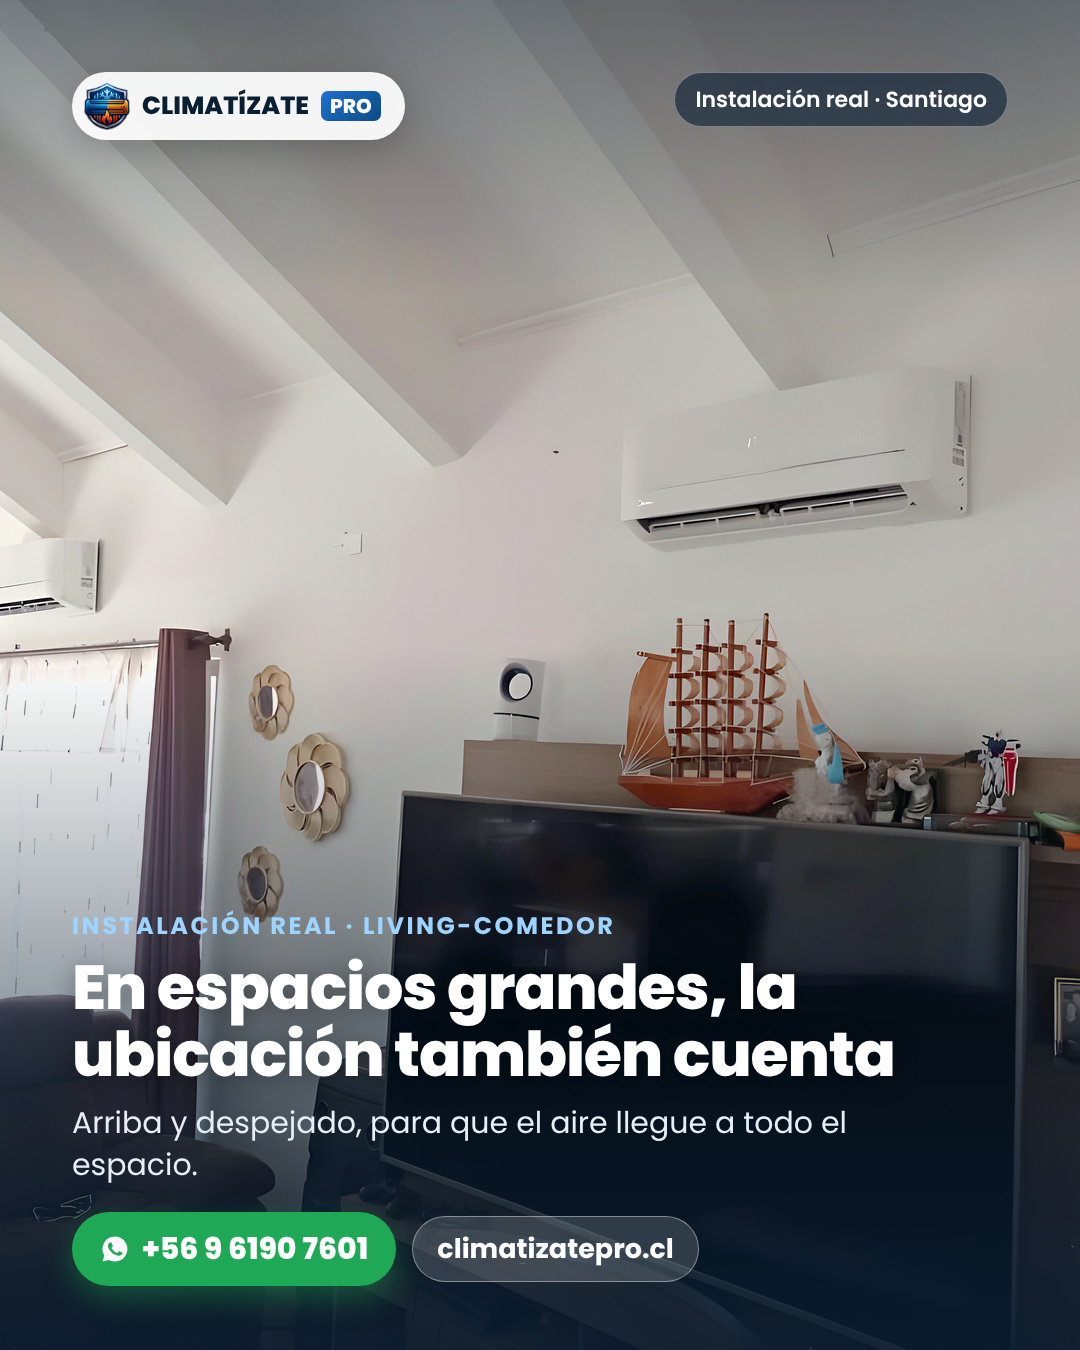 CLIMATÍZATE PRO
Instalación real · Santiago
INSTALACIÓN REAL · LIVING-COMEDOR
En espacios grandes, la
ubicación también cuenta
Arriba y despejado, para que el aire llegue a todo el
espacio.
+56 9 6190 7601
climatizatepro.cl